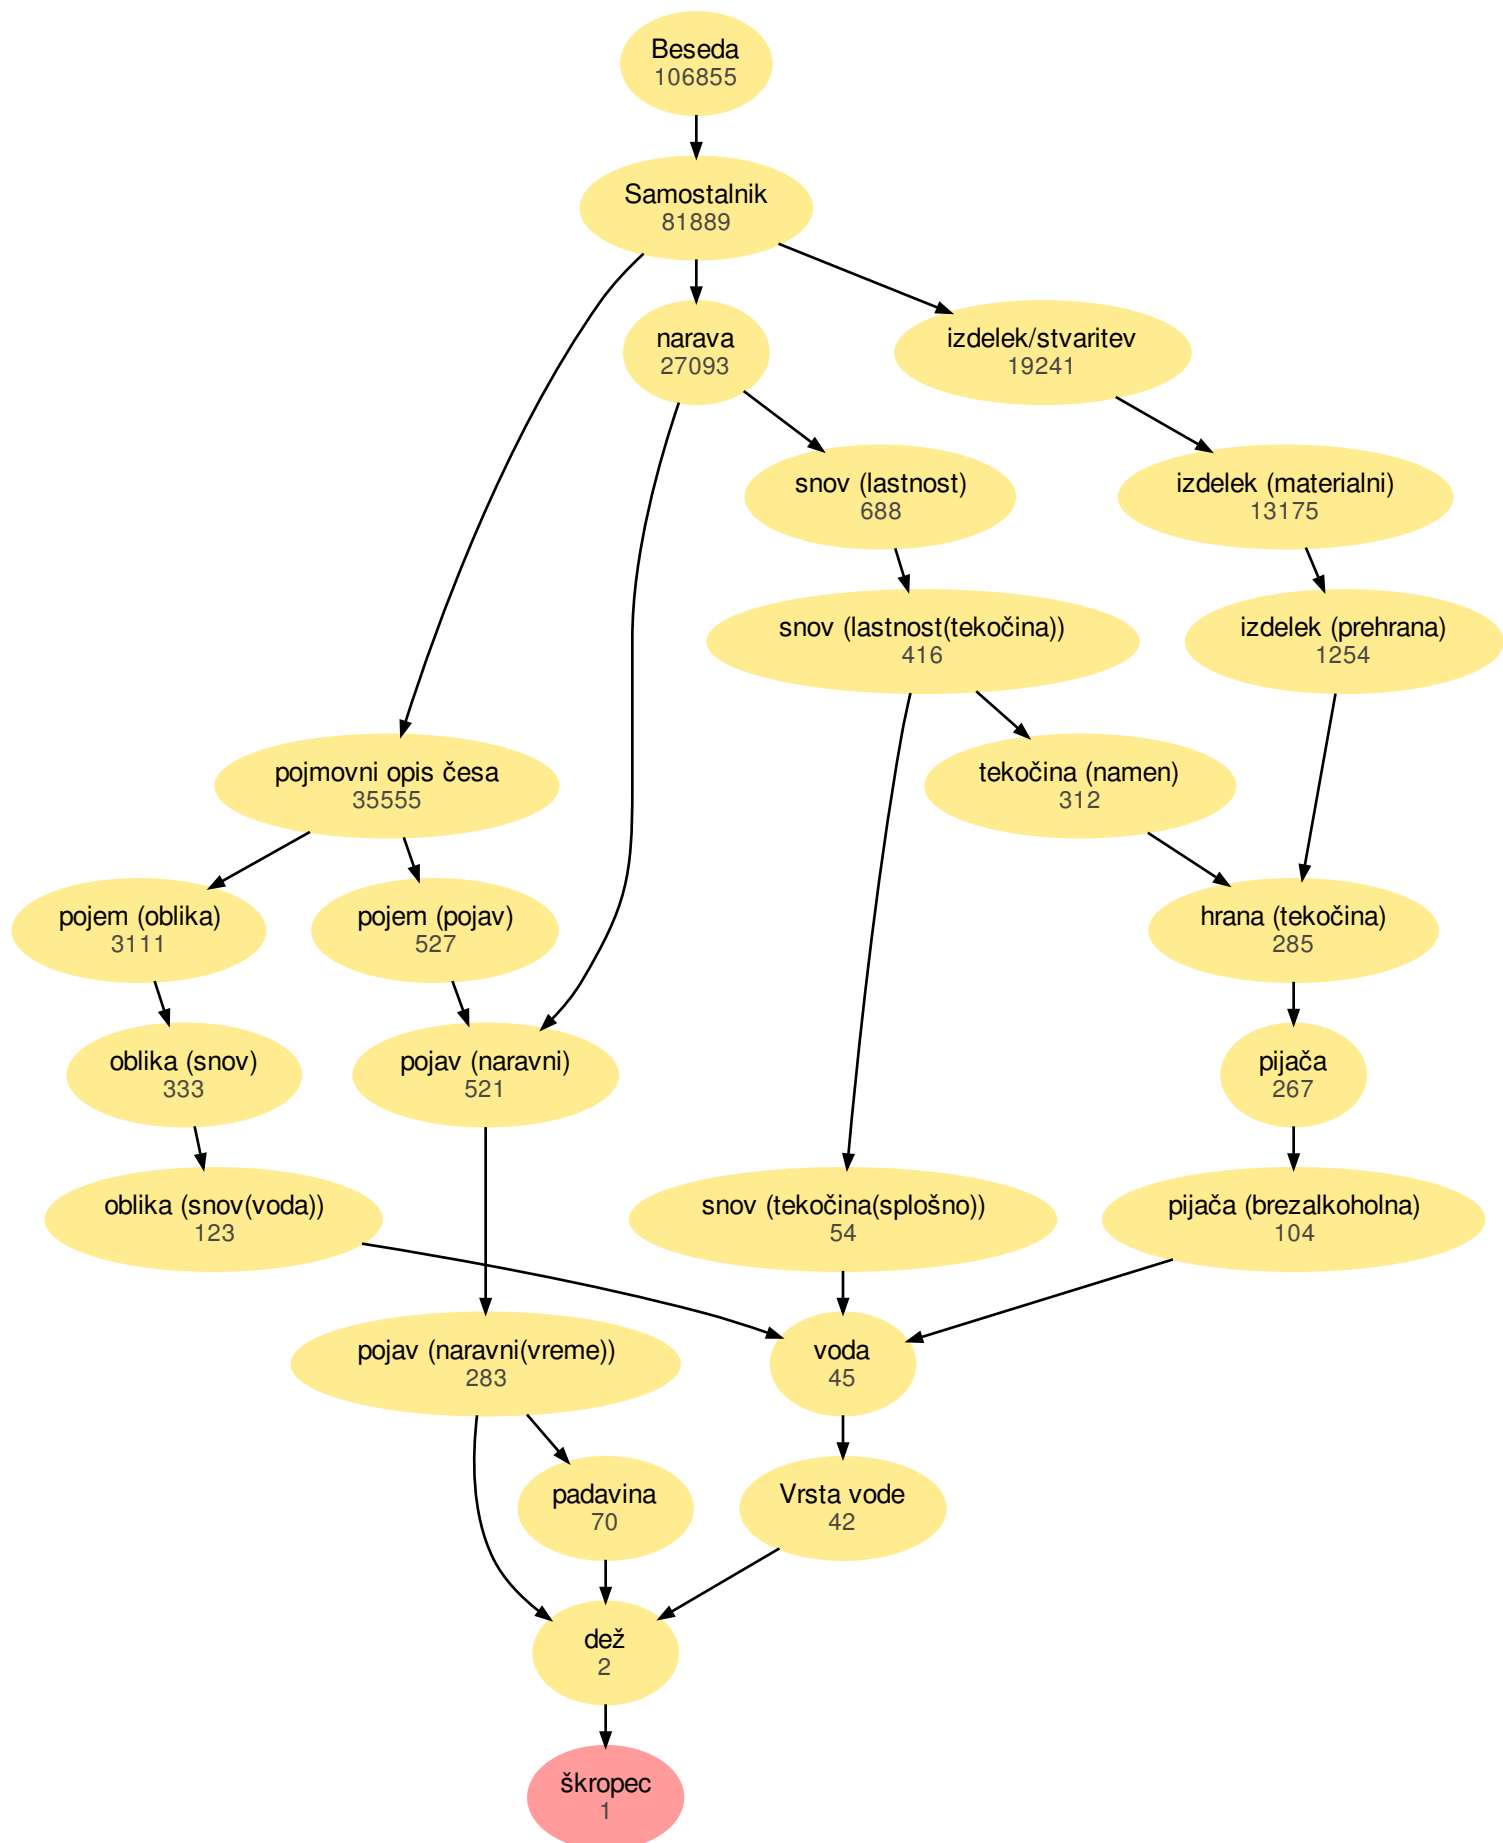 Beseda
106855
Samostalnik
81889
narava
27093
izdelek/stvaritev
19241
snov (lastnost)
688
izdelek (materialni)
13175
snov (lastnost(tekočina))
416
izdelek (prehrana)
1254
pojmovni opis česa
35555
tekočina (namen)
312
pojem (oblika)
3111
pojem (pojav)
527
hrana (tekočina)
285
oblika (snov)
333
pojav (naravni)
521
pijača
267
oblika (snov(voda))
123
snov (tekočina(splošno))
54
pijača (brezalkoholna)
104
pojav (naravni(vreme))
283
voda
45
padavina
70
Vrsta vode
42
dež
2
škropec
1